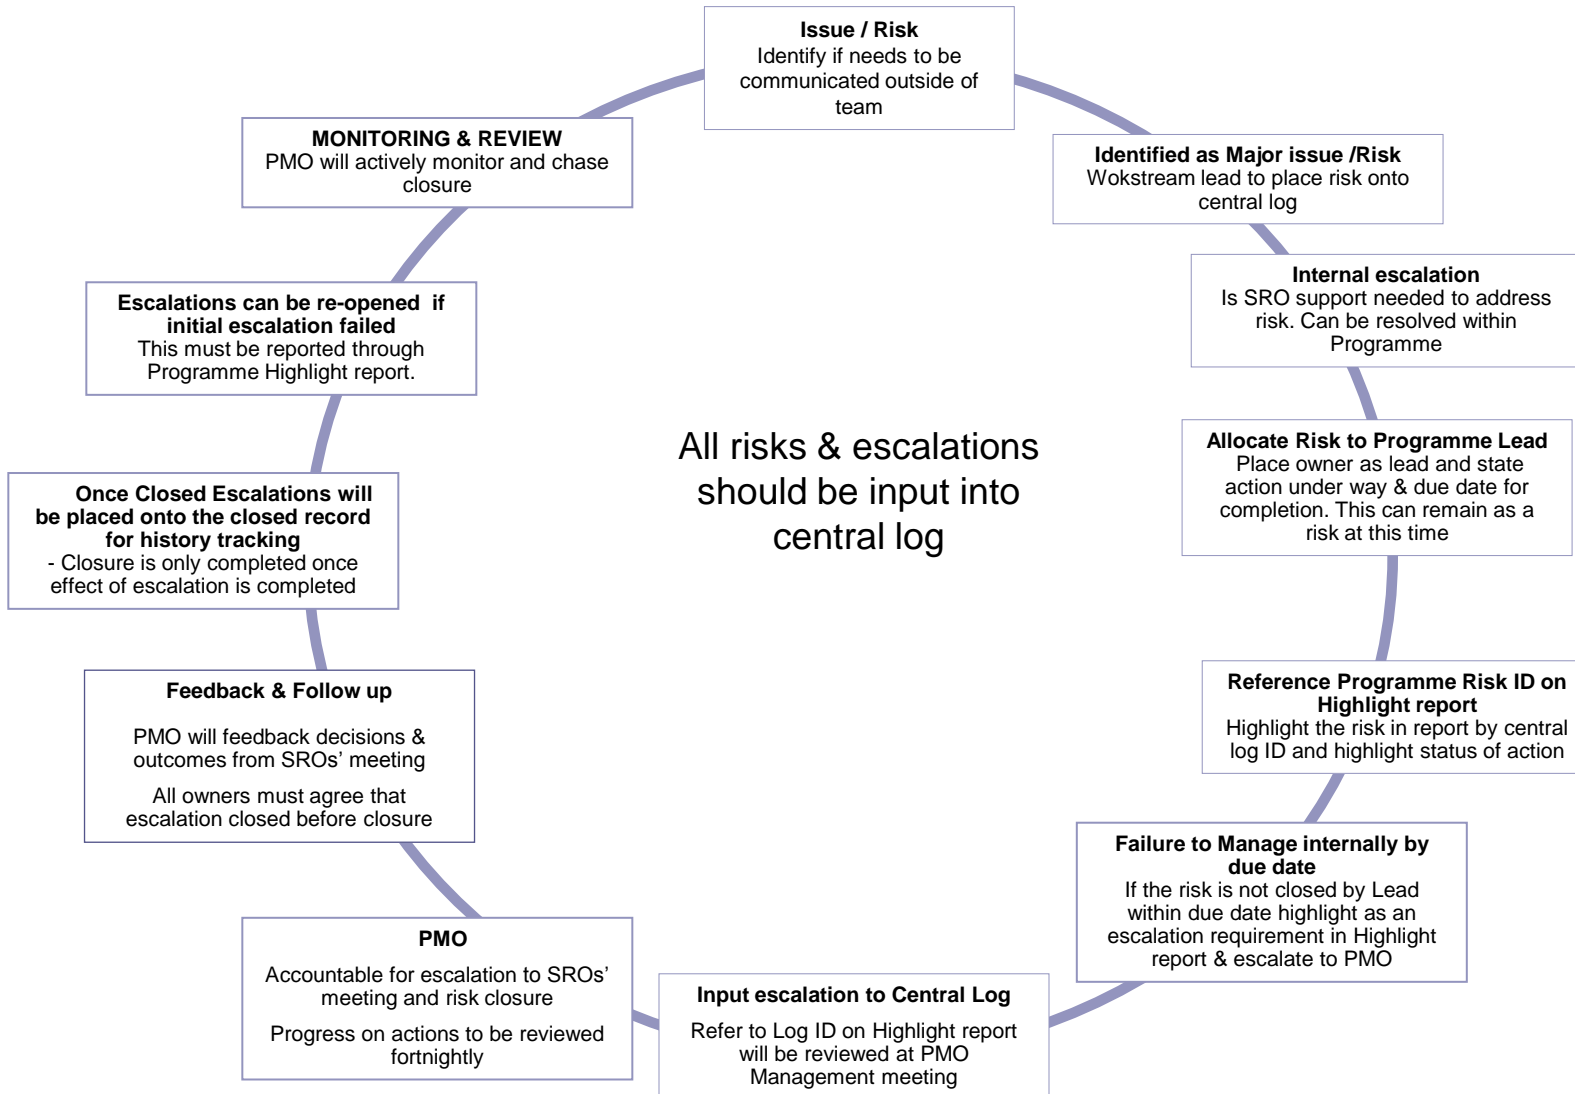 Issue / Risk
Identify if needs to be
communicated outside of
team
Identified as Major issue /Risk
Wokstream lead to place risk onto
central log
Internal escalation
Is SRO support needed to address
risk. Can be resolved within
Programme
Allocate Risk to Programme Lead
Place owner as lead and state
action under way & due date for
completion. This can remain as a
risk at this time
Reference Programme Risk ID on
Highlight report
Highlight the risk in report by central
log ID and highlight status of action
Failure to Manage internally by
due date
If the risk is not closed by Lead
within due date highlight as an
escalation requirement in Highlight
report & escalate to PMO
Input escalation to Central Log
Refer to Log ID on Highlight report
will be reviewed at PMO
Management meeting
PMO
Accountable for escalation to SROs'
meeting and risk closure
Progress on actions to be reviewed
fortnightly
Feedback & Follow up
PMO will feedback decisions &
outcomes from SROs' meeting
All owners must agree that
escalation closed before closure
Once Closed Escalations will
be placed onto the closed record
for history tracking
- Closure is only completed once
effect of escalation is completed
Escalations can be re-opened if
initial escalation failed
This must be reported through
Programme Highlight report.
MONITORING & REVIEW
PMO will actively monitor and chase
closure
All risks & escalations
should be input into
central log